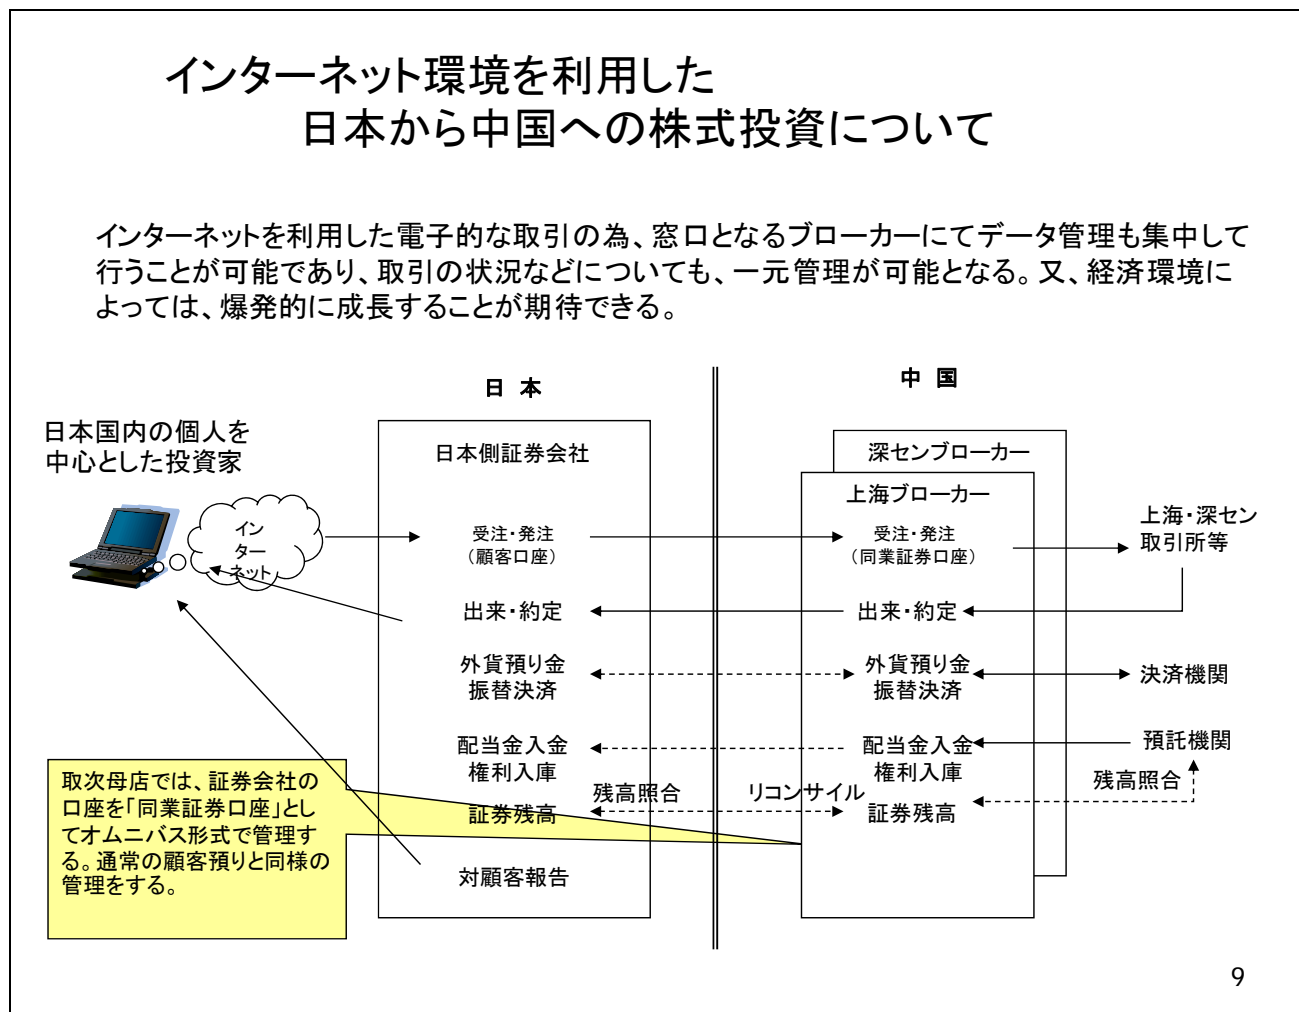 インターネット環境を利用した
日本から中国への株式投資について
インターネットを利用した電子的な取引の為、窓口となるブローカーにてデータ管理も集中して
行うことが可能であり、取引の状況などについても、一元管理が可能となる。又、経済環境に
よっては、爆発的に成長することが期待できる。
日 本
中 国
日本国内の個人を
中心とした投資家
イン
ター
ネット
日本側証券会社
受注・発注
（顧客口座）
出来・約定
外貨預り金
振替決済
配当金入金
権利入庫
証券残高
対顧客報告
残高照合
リコンサイル
深センブローカー
上海ブローカー
受注・発注
（同業証券口座）
出来・約定
外貨預り金
振替決済
配当金入金
権利入庫
証券残高
上海・深セン
取引所等
決済機関
預託機関
残高照合
取次母店では、証券会社の
口座を「同業証券口座」とし
てオムニバス形式で管理す
る。通常の顧客預りと同様の
管理をする。
9